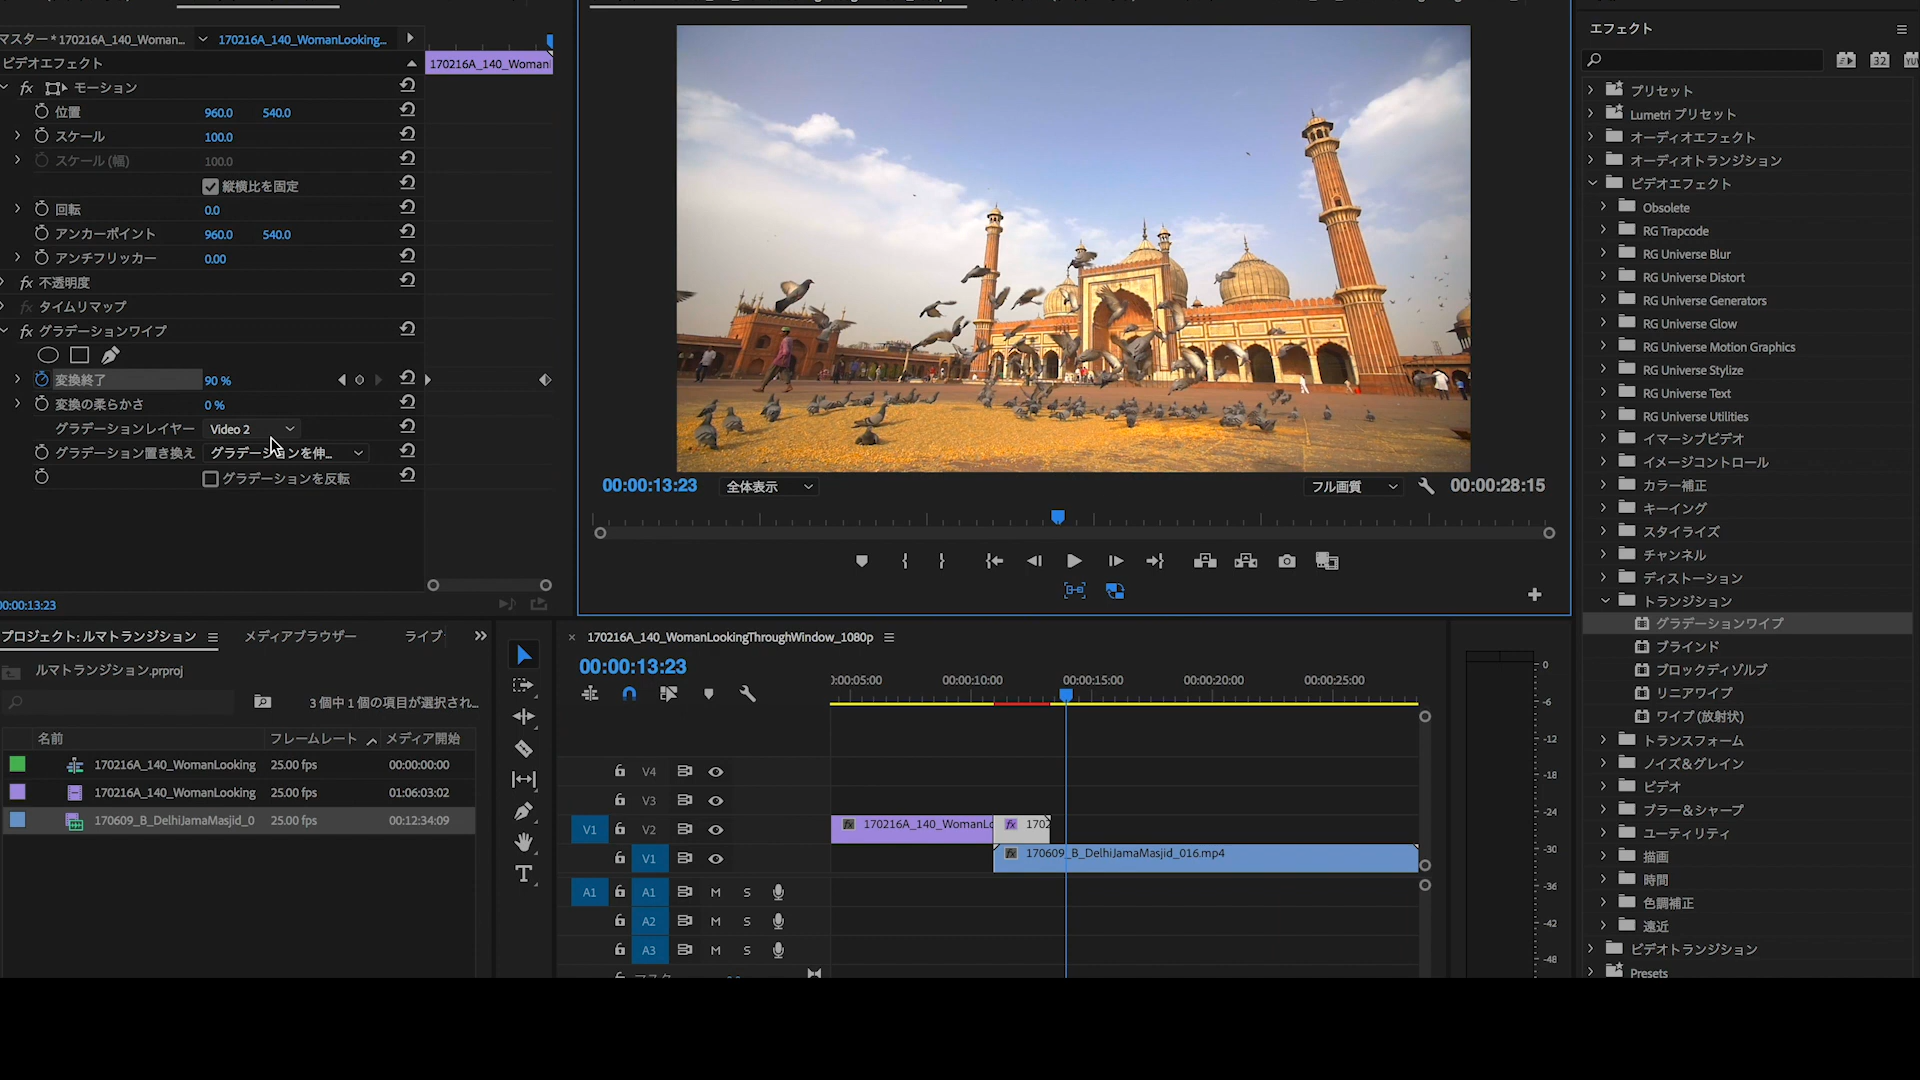 マスター * 170216A_140_Woman...
170216A_140_WomanLooking...
170216A_140_Woman
ビデオエフェクト
fx モーション
位置 960.0 540.0
スケール 100.0
スケール (幅) 100.0
縦横比を固定
回転 0.0
アンカーポイント 960.0 540.0
アンチフリッカー 0.00
fx 不透明度
fx タイムリマップ
fx グラデーションワイプ
変換終了 90 %
変換の柔らかさ 0 %
グラデーションレイヤー Video 2
グラデーション置き換え グラデーションを伸...
グラデーションを反転
00:00:13:23
00:00:13:23
全体表示
フル画質
00:00:28:15
エフェクト
32
YUV
プリセット
Lumetri プリセット
オーディオエフェクト
オーディオトランジション
ビデオエフェクト
Obsolete
RG Trapcode
RG Universe Blur
RG Universe Distort
RG Universe Generators
RG Universe Glow
RG Universe Motion Graphics
RG Universe Stylize
RG Universe Text
RG Universe Utilities
イマーシブビデオ
イメージコントロール
カラー補正
キーイング
スタイライズ
チャンネル
ディストーション
トランジション
グラデーションワイプ
ブラインド
ブロックディゾルブ
リニアワイプ
ワイプ (放射状)
トランスフォーム
ノイズ&グレイン
ビデオ
ブラー&シャープ
ユーティリティ
描画
時間
色調補正
遠近
ビデオトランジション
Presets
プロジェクト: ルマトランジション
メディアブラウザー
ライブ
ルマトランジション.prproj
3 個中 1 個の項目が選択され...
名前 フレームレート メディア開始
170216A_140_WomanLooking 25.00 fps 00:00:00:00
170216A_140_WomanLooking 25.00 fps 01:06:03:02
170609_B_DelhiJamaMasjid_0 25.00 fps 00:12:34:09
T
× 170216A_140_WomanLookingThroughWindow_1080p
00:00:13:23
:00:05:00 00:00:10:00 00:00:15:00 00:00:20:00 00:00:25:00
V4
V3
V1 V2
fx 170216A_140_WomanLo
fx 1702
V1
fx 170609_B_DelhiJamaMasjid_016.mp4
A1 A1 M S
A2 M S
A3 M S
0
-6
-12
-18
-24
-30
-36
-42
-48